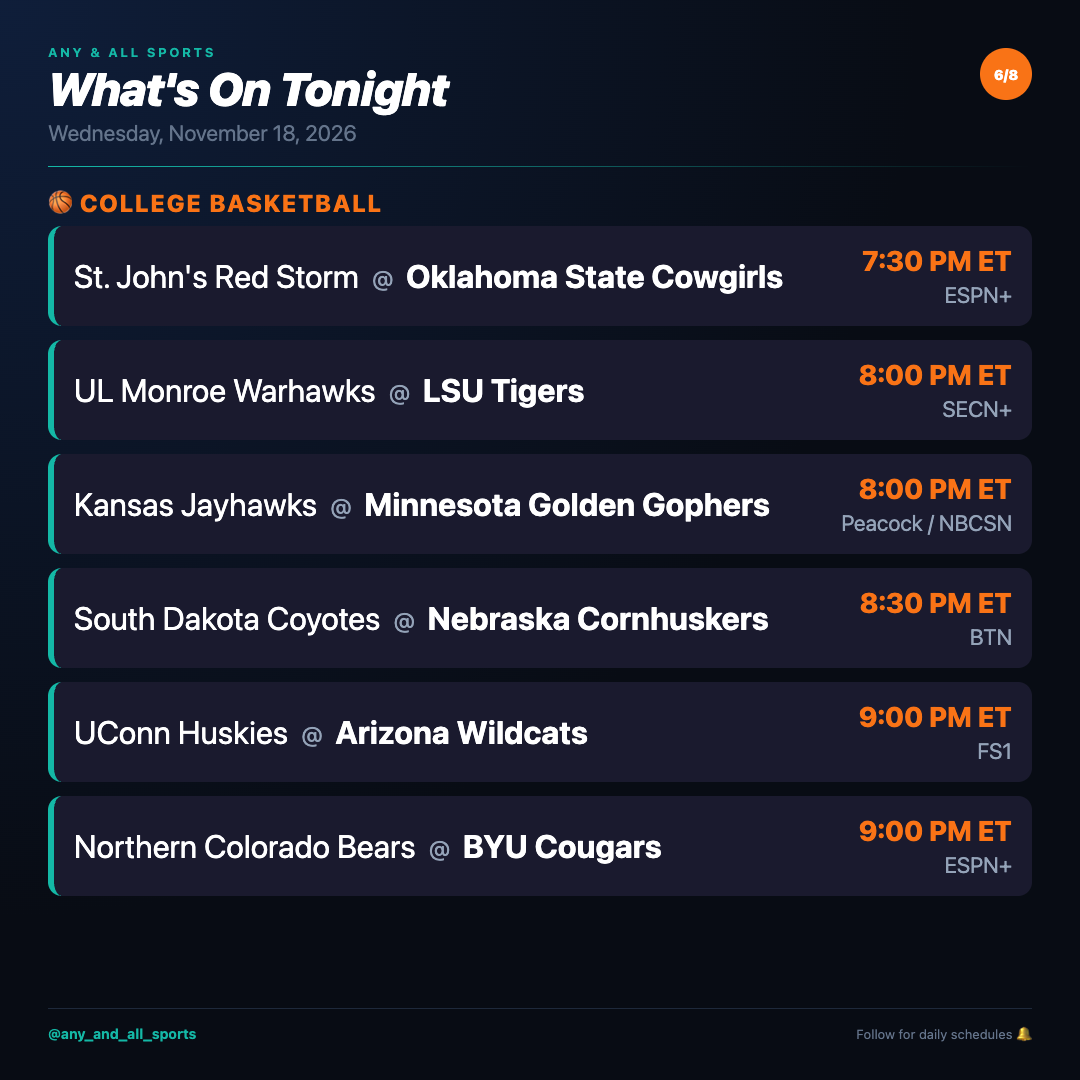 ANY & ALL SPORTS
What's On Tonight
Wednesday, November 18, 2026
6/8
🏀 COLLEGE BASKETBALL
St. John's Red Storm @ Oklahoma State Cowgirls
7:30 PM ET
ESPN+
UL Monroe Warhawks @ LSU Tigers
8:00 PM ET
SECN+
Kansas Jayhawks @ Minnesota Golden Gophers
8:00 PM ET
Peacock / NBCSN
South Dakota Coyotes @ Nebraska Cornhuskers
8:30 PM ET
BTN
UConn Huskies @ Arizona Wildcats
9:00 PM ET
FS1
Northern Colorado Bears @ BYU Cougars
9:00 PM ET
ESPN+
@any_and_all_sports
Follow for daily schedules 🔔